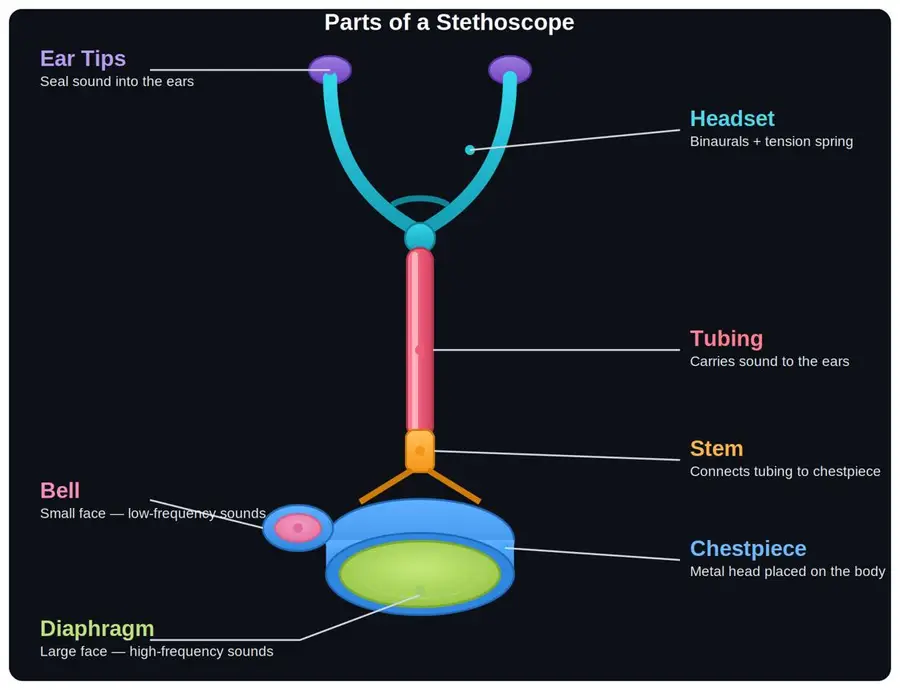 Parts of a Stethoscope
Ear Tips
Seal sound into the ears
Headset
Binaurals + tension spring
Tubing
Carries sound to the ears
Stem
Connects tubing to chestpiece
Bell
Small face — low-frequency sounds
Chestpiece
Metal head placed on the body
Diaphragm
Large face — high-frequency sounds